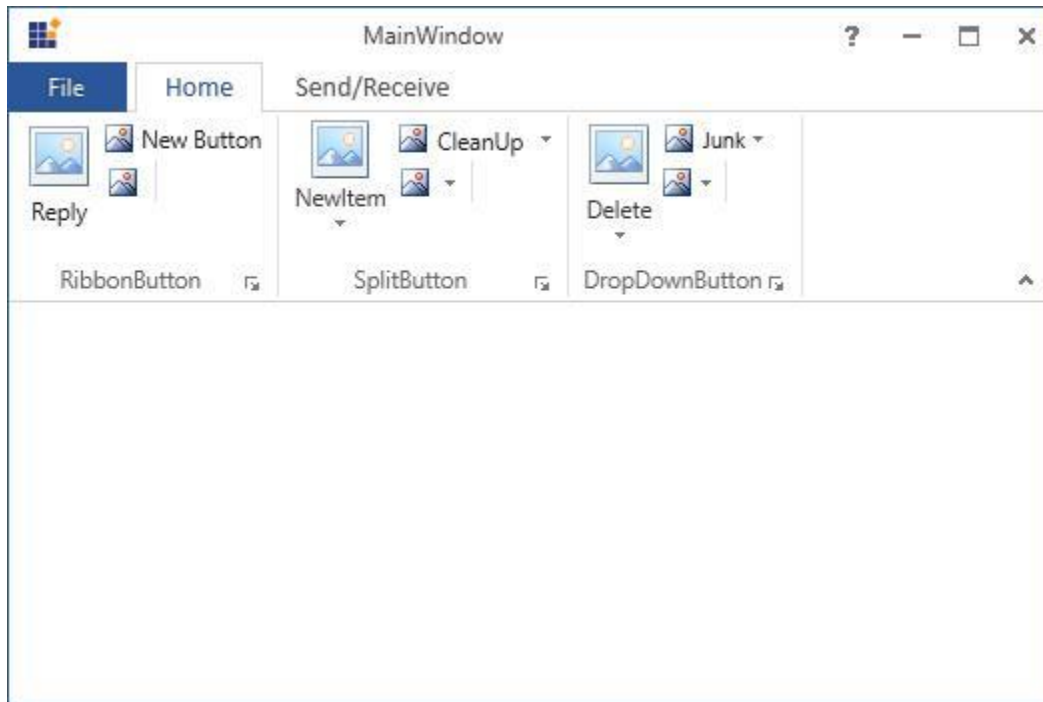 MainWindow ?
File Home Send/Receive
New Button CleanUp Junk
Reply NewItem Delete
RibbonButton SplitButton DropDownButton